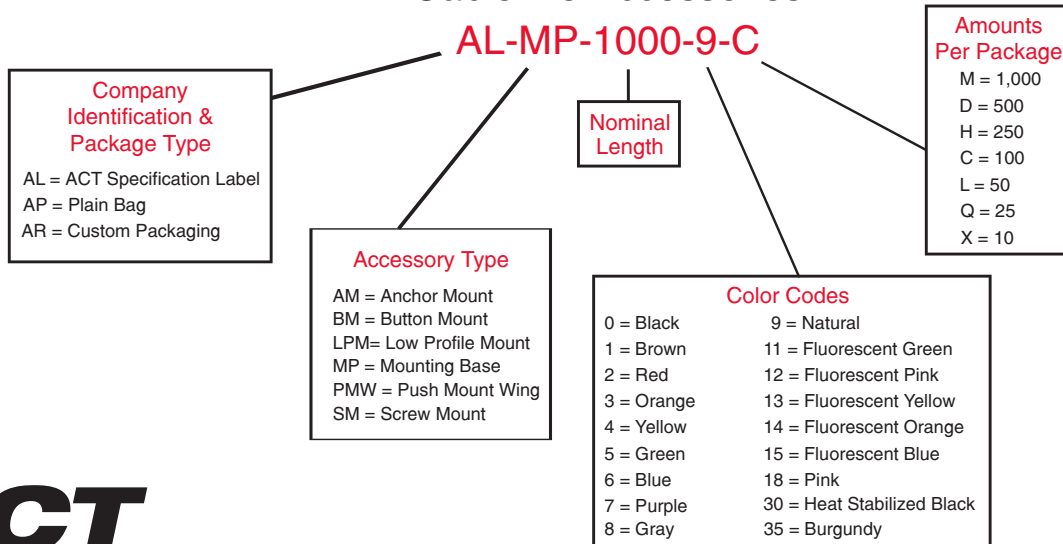 AL-MP-1000-9-C
Company
Identification &
Package Type
AL = ACT Specification Label
AP = Plain Bag
AR = Custom Packaging
Accessory Type
AM = Anchor Mount
BM = Button Mount
LPM= Low Profile Mount
MP = Mounting Base
PMW = Push Mount Wing
SM = Screw Mount
Nominal
Length
Color Codes
0 = Black
1 = Brown
2 = Red
3 = Orange
4 = Yellow
5 = Green
6 = Blue
7 = Purple
8 = Gray
9 = Natural
11 = Fluorescent Green
12 = Fluorescent Pink
13 = Fluorescent Yellow
14 = Fluorescent Orange
15 = Fluorescent Blue
18 = Pink
30 = Heat Stabilized Black
35 = Burgundy
Amounts
Per Package
M = 1,000
D = 500
H = 250
C = 100
L = 50
Q = 25
X = 10
CT